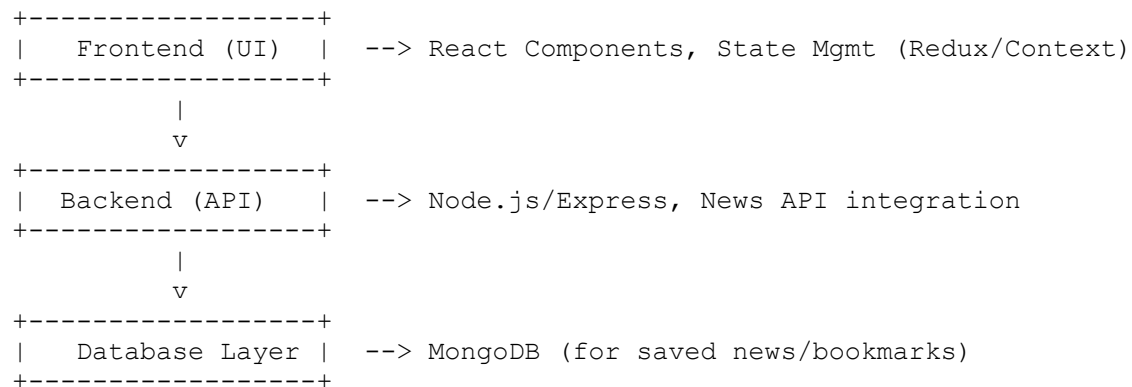 +------------------+
|   Frontend (UI)  |  --> React Components, State Mgmt (Redux/Context)
+------------------+
          |
          v
+------------------+
|  Backend (API)   |  --> Node.js/Express, News API integration
+------------------+
          |
          v
+------------------+
|   Database Layer |  --> MongoDB (for saved news/bookmarks)
+------------------+